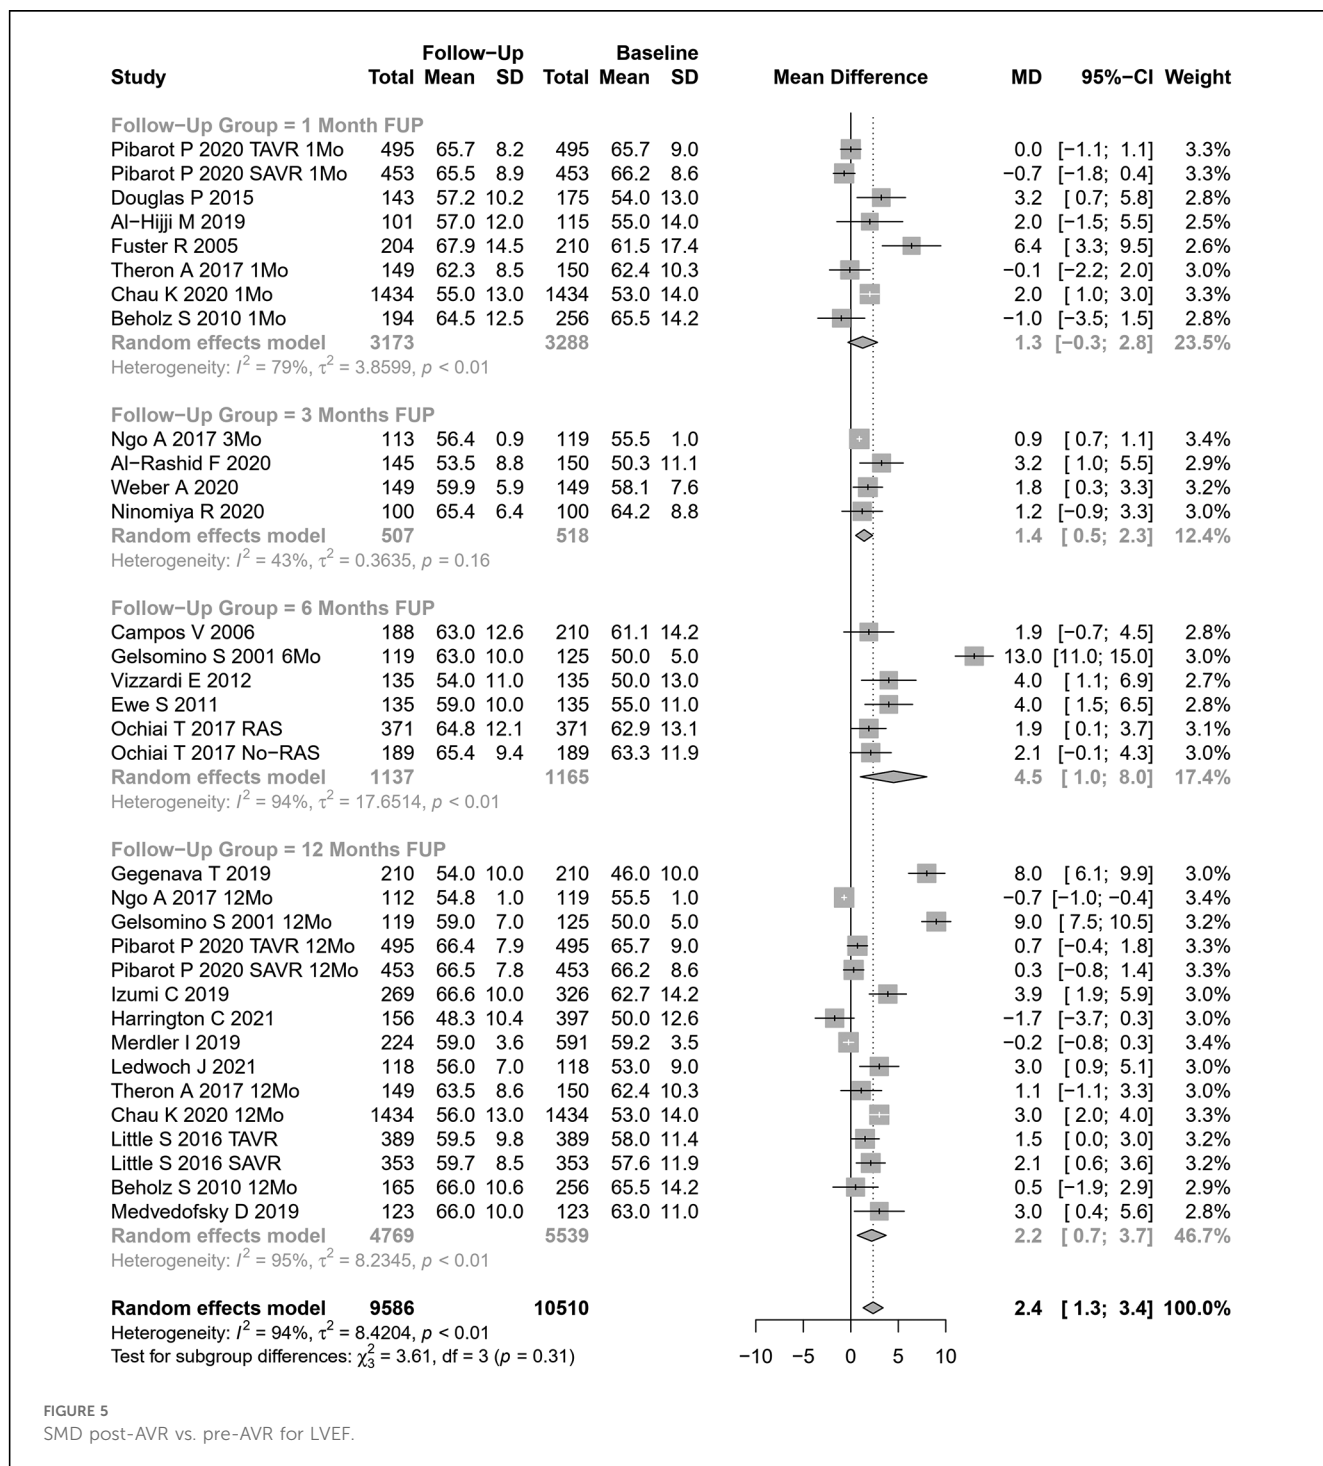 Follow−Up Baseline
Study Total Mean SD Total Mean SD Mean Difference MD 95%−CI Weight
Follow−Up Group = 1 Month FUP
Pibarot P 2020 TAVR 1Mo 495 65.7 8.2 495 65.7 9.0 0.0 [−1.1; 1.1] 3.3%
Pibarot P 2020 SAVR 1Mo 453 65.5 8.9 453 66.2 8.6 −0.7 [−1.8; 0.4] 3.3%
Douglas P 2015 143 57.2 10.2 175 54.0 13.0 3.2 [ 0.7; 5.8] 2.8%
Al−Hijji M 2019 101 57.0 12.0 115 55.0 14.0 2.0 [−1.5; 5.5] 2.5%
Fuster R 2005 204 67.9 14.5 210 61.5 17.4 6.4 [ 3.3; 9.5] 2.6%
Theron A 2017 1Mo 149 62.3 8.5 150 62.4 10.3 −0.1 [−2.2; 2.0] 3.0%
Chau K 2020 1Mo 1434 55.0 13.0 1434 53.0 14.0 2.0 [ 1.0; 3.0] 3.3%
Beholz S 2010 1Mo 194 64.5 12.5 256 65.5 14.2 −1.0 [−3.5; 1.5] 2.8%
Random effects model 3173 3288 1.3 [−0.3; 2.8] 23.5%
Heterogeneity: I² = 79%, τ² = 3.8599, p < 0.01
Follow−Up Group = 3 Months FUP
Ngo A 2017 3Mo 113 56.4 0.9 119 55.5 1.0 0.9 [ 0.7; 1.1] 3.4%
Al−Rashid F 2020 145 53.5 8.8 150 50.3 11.1 3.2 [ 1.0; 5.5] 2.9%
Weber A 2020 149 59.9 5.9 149 58.1 7.6 1.8 [ 0.3; 3.3] 3.2%
Ninomiya R 2020 100 65.4 6.4 100 64.2 8.8 1.2 [−0.9; 3.3] 3.0%
Random effects model 507 518 1.4 [ 0.5; 2.3] 12.4%
Heterogeneity: I² = 43%, τ² = 0.3635, p = 0.16
Follow−Up Group = 6 Months FUP
Campos V 2006 188 63.0 12.6 210 61.1 14.2 1.9 [−0.7; 4.5] 2.8%
Gelsomino S 2001 6Mo 119 63.0 10.0 125 50.0 5.0 13.0 [11.0; 15.0] 3.0%
Vizzardi E 2012 135 54.0 11.0 135 50.0 13.0 4.0 [ 1.1; 6.9] 2.7%
Ewe S 2011 135 59.0 10.0 135 55.0 11.0 4.0 [ 1.5; 6.5] 2.8%
Ochiai T 2017 RAS 371 64.8 12.1 371 62.9 13.1 1.9 [ 0.1; 3.7] 3.1%
Ochiai T 2017 No−RAS 189 65.4 9.4 189 63.3 11.9 2.1 [−0.1; 4.3] 3.0%
Random effects model 1137 1165 4.5 [ 1.0; 8.0] 17.4%
Heterogeneity: I² = 94%, τ² = 17.6514, p < 0.01
Follow−Up Group = 12 Months FUP
Gegenava T 2019 210 54.0 10.0 210 46.0 10.0 8.0 [ 6.1; 9.9] 3.0%
Ngo A 2017 12Mo 112 54.8 1.0 119 55.5 1.0 −0.7 [−1.0; −0.4] 3.4%
Gelsomino S 2001 12Mo 119 59.0 7.0 125 50.0 5.0 9.0 [ 7.5; 10.5] 3.2%
Pibarot P 2020 TAVR 12Mo 495 66.4 7.9 495 65.7 9.0 0.7 [−0.4; 1.8] 3.3%
Pibarot P 2020 SAVR 12Mo 453 66.5 7.8 453 66.2 8.6 0.3 [−0.8; 1.4] 3.3%
Izumi C 2019 269 66.6 10.0 326 62.7 14.2 3.9 [ 1.9; 5.9] 3.0%
Harrington C 2021 156 48.3 10.4 397 50.0 12.6 −1.7 [−3.7; 0.3] 3.0%
Merdler I 2019 224 59.0 3.6 591 59.2 3.5 −0.2 [−0.8; 0.3] 3.4%
Ledwoch J 2021 118 56.0 7.0 118 53.0 9.0 3.0 [ 0.9; 5.1] 3.0%
Theron A 2017 12Mo 149 63.5 8.6 150 62.4 10.3 1.1 [−1.1; 3.3] 3.0%
Chau K 2020 12Mo 1434 56.0 13.0 1434 53.0 14.0 3.0 [ 2.0; 4.0] 3.3%
Little S 2016 TAVR 389 59.5 9.8 389 58.0 11.4 1.5 [ 0.0; 3.0] 3.2%
Little S 2016 SAVR 353 59.7 8.5 353 57.6 11.9 2.1 [ 0.6; 3.6] 3.2%
Beholz S 2010 12Mo 165 66.0 10.6 256 65.5 14.2 0.5 [−1.9; 2.9] 2.9%
Medvedofsky D 2019 123 66.0 10.0 123 63.0 11.0 3.0 [ 0.4; 5.6] 2.8%
Random effects model 4769 5539 2.2 [ 0.7; 3.7] 46.7%
Heterogeneity: I² = 95%, τ² = 8.2345, p < 0.01
Random effects model 9586 10510 2.4 [ 1.3; 3.4] 100.0%
Heterogeneity: I² = 94%, τ² = 8.4204, p < 0.01
Test for subgroup differences: χ²₃ = 3.61, df = 3 (p = 0.31)
−10 −5 0 5 10
FIGURE 5
SMD post-AVR vs. pre-AVR for LVEF.